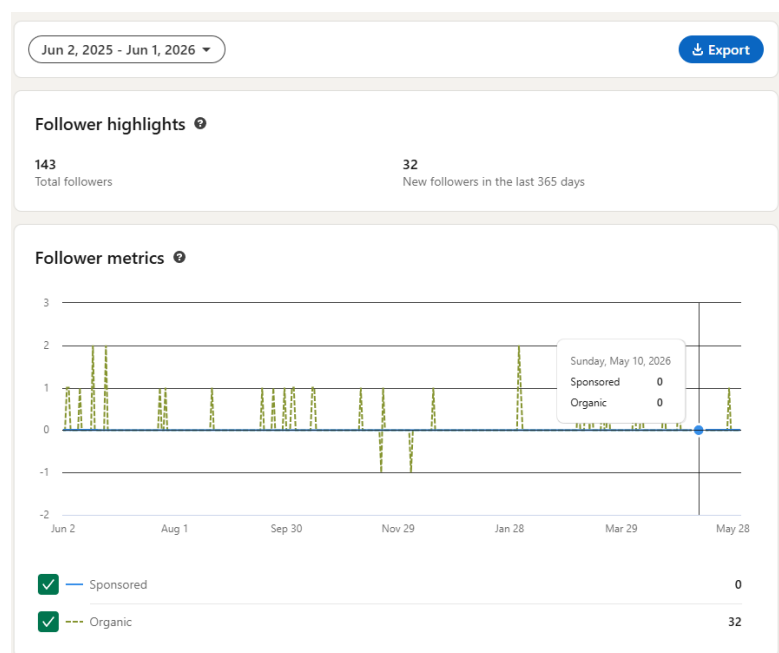 Jun 2, 2025 - Jun 1, 2026
Export
Follower highlights
143
Total followers
32
New followers in the last 365 days
Follower metrics
3
2
1
0
-1
-2
Sunday, May 10, 2026
Sponsored 0
Organic 0
Jun 2 Aug 1 Sep 30 Nov 29 Jan 28 Mar 29 May 28
Sponsored 0
Organic 32